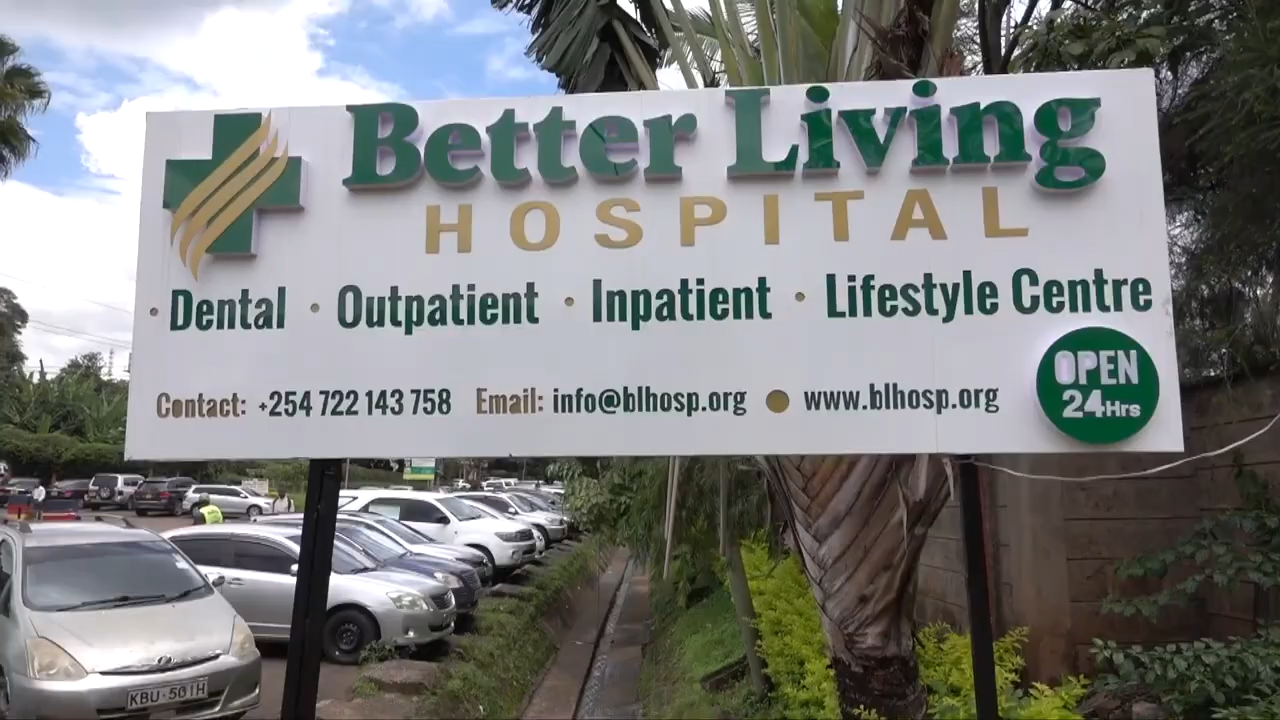 Better Living
HOSPITAL
• Dental • Outpatient • Inpatient • Lifestyle Centre
Contact: +254 722 143 758 Email: info@blhosp.org ● www.blhosp.org
OPEN
24Hrs
KBU 501H